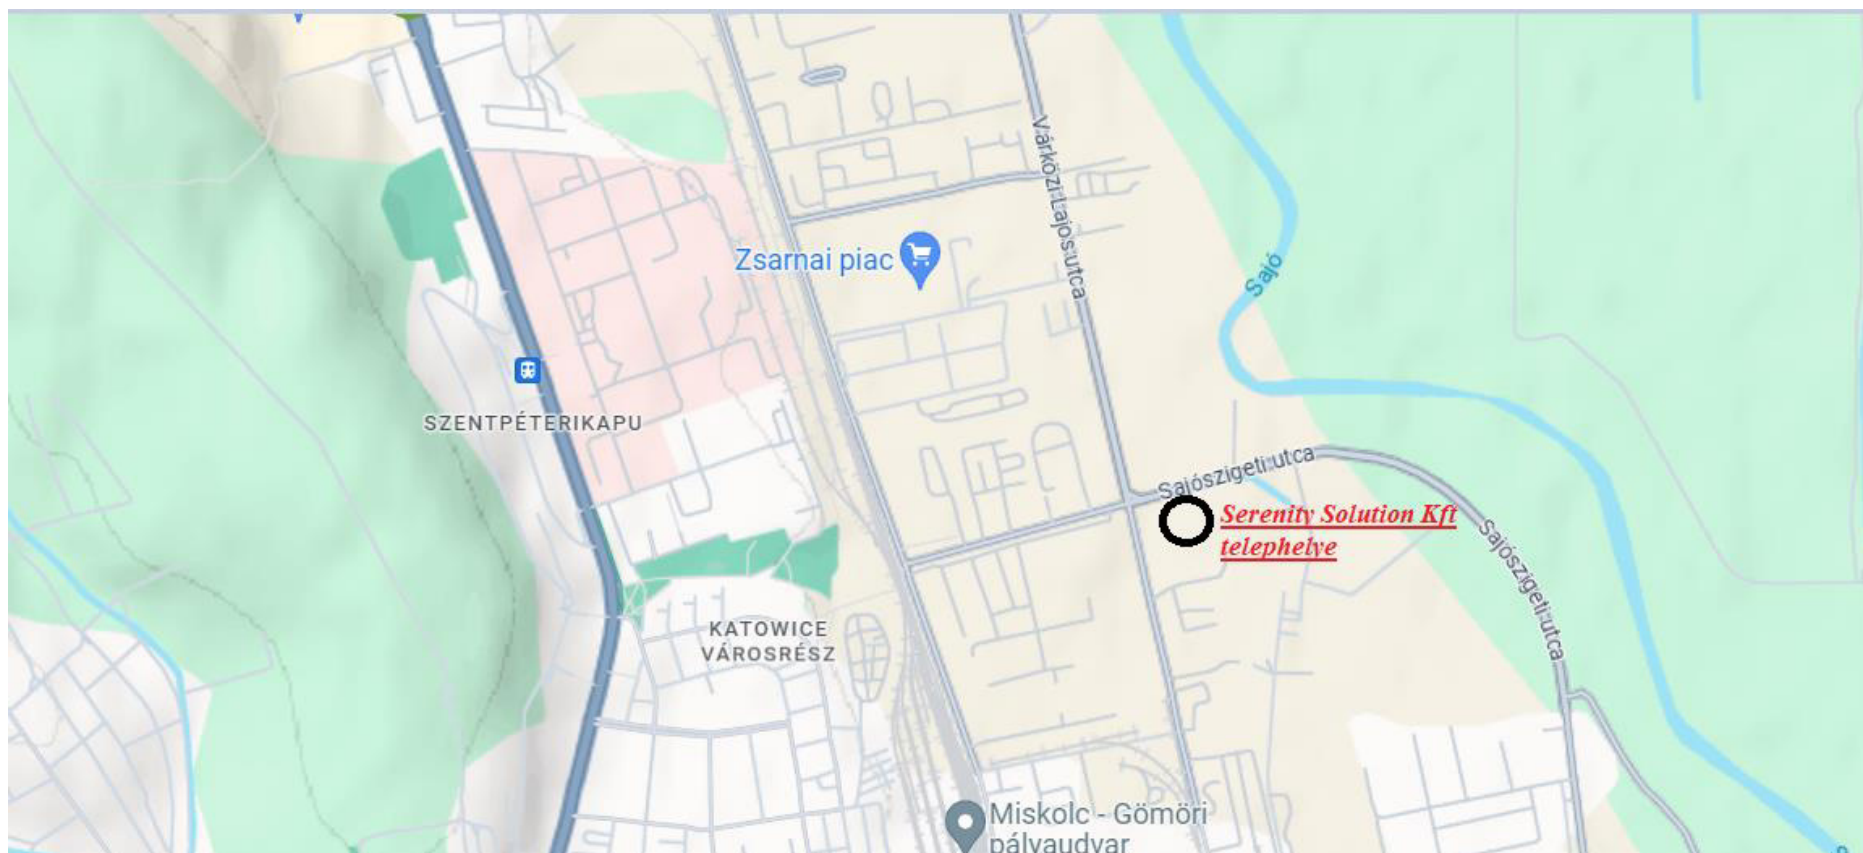 Várközi Lajos utca
Zsarnai piac
Sajó
SZENTPÉTERIKAPU
Sajószigeti utca
Serenity Solution Kft
telephelye
Sajószigeti utca
KATOWICE
VÁROSRÉSZ
Miskolc - Gömöri
pályaudvar